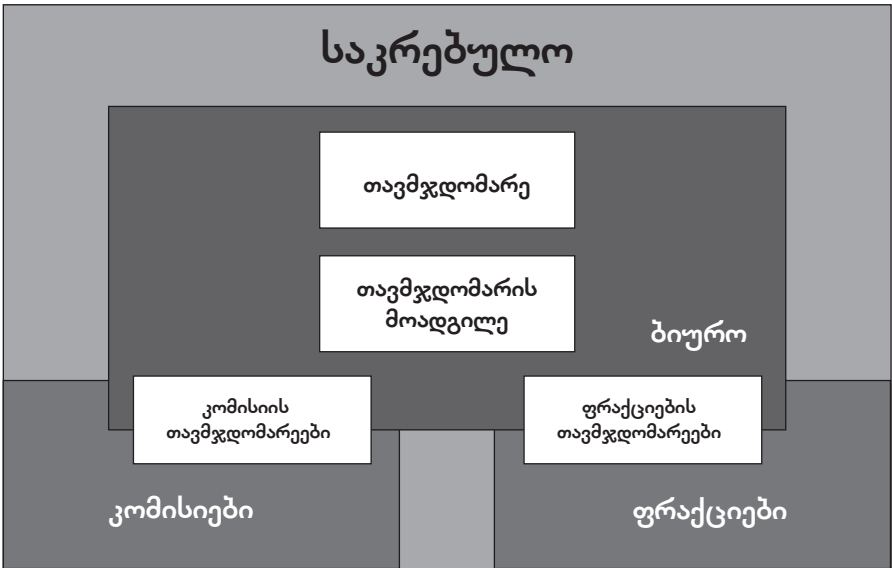 საკრებულო
თავმჯდომარე
თავმჯდომარის
მოადგილე
ბიურო
კომისიის
თავმჯდომარეები
ფრაქციების
თავმჯდომარეები
კომისიები
ფრაქციები